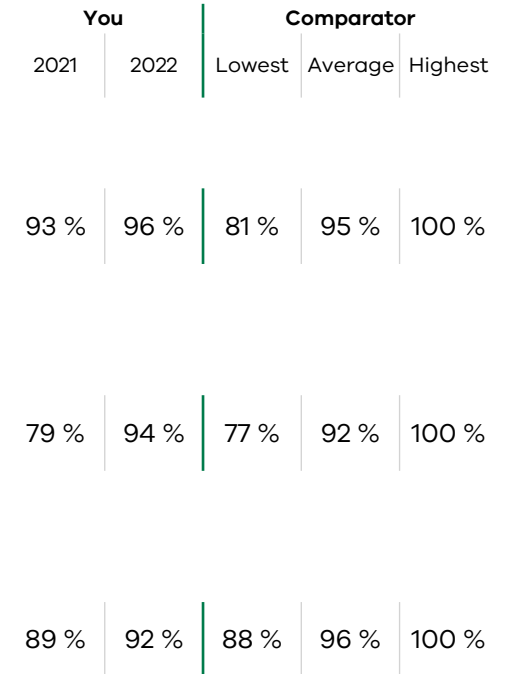 You Comparator
2021 2022 Lowest Average Highest
93 % 96 % 81 % 95 % 100 %
79 % 94 % 77 % 92 % 100 %
89 % 92 % 88 % 96 % 100 %